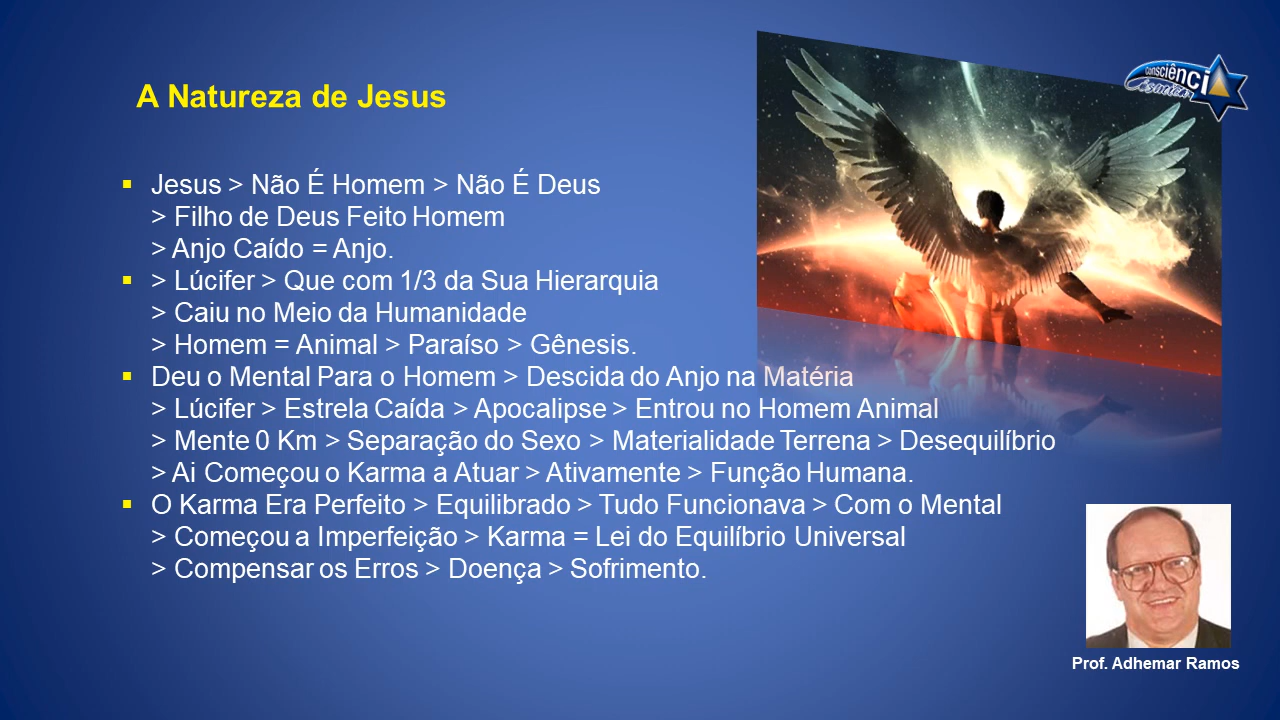 A Natureza de Jesus
Consciência
Cósmica
Jesus > Não É Homem > Não É Deus
> Filho de Deus Feito Homem
> Anjo Caído = Anjo.
> Lúcifer > Que com 1/3 da Sua Hierarquia
> Caiu no Meio da Humanidade
> Homem = Animal > Paraíso > Gênesis.
Deu o Mental Para o Homem > Descida do Anjo na Matéria
> Lúcifer > Estrela Caída > Apocalipse > Entrou no Homem Animal
> Mente 0 Km > Separação do Sexo > Materialidade Terrena > Desequilíbrio
> Ai Começou o Karma a Atuar > Ativamente > Função Humana.
O Karma Era Perfeito > Equilibrado > Tudo Funcionava > Com o Mental
> Começou a Imperfeição > Karma = Lei do Equilíbrio Universal
> Compensar os Erros > Doença > Sofrimento.
Prof. Adhemar Ramos